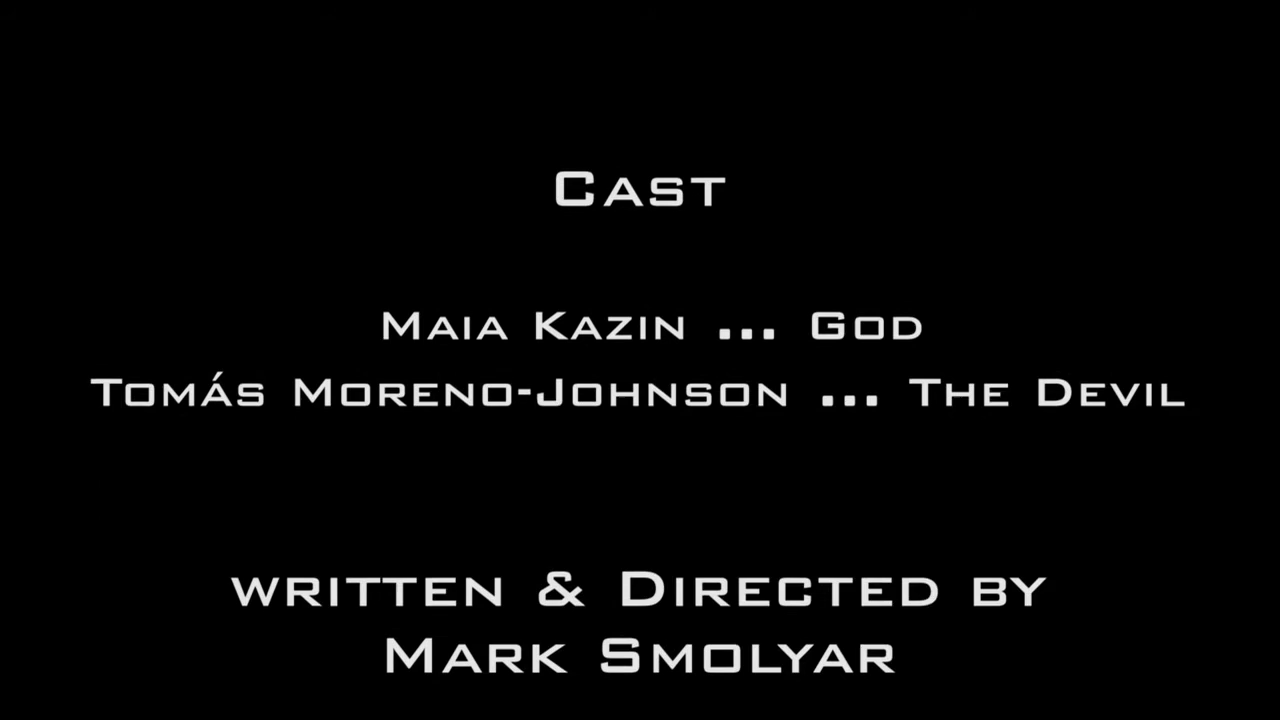 Cast
Maia Kazin ... God
Tomás Moreno-Johnson ... The Devil
written & Directed by
Mark Smolyar